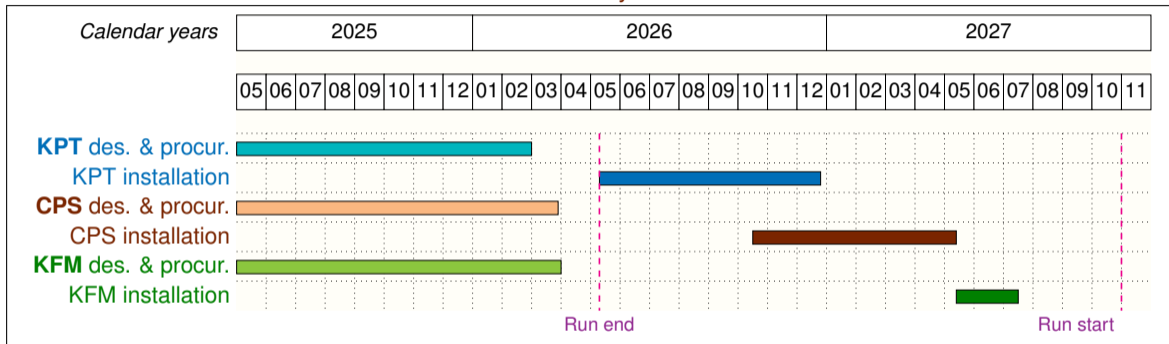 Calendar years 2025 2026 2027
05 06 07 08 09 10 11 12 01 02 03 04 05 06 07 08 09 10 11 12 01 02 03 04 05 06 07 08 09 10 11
KPT des. & procur.
KPT installation
CPS des. & procur.
CPS installation
KFM des. & procur.
KFM installation
Run end Run start